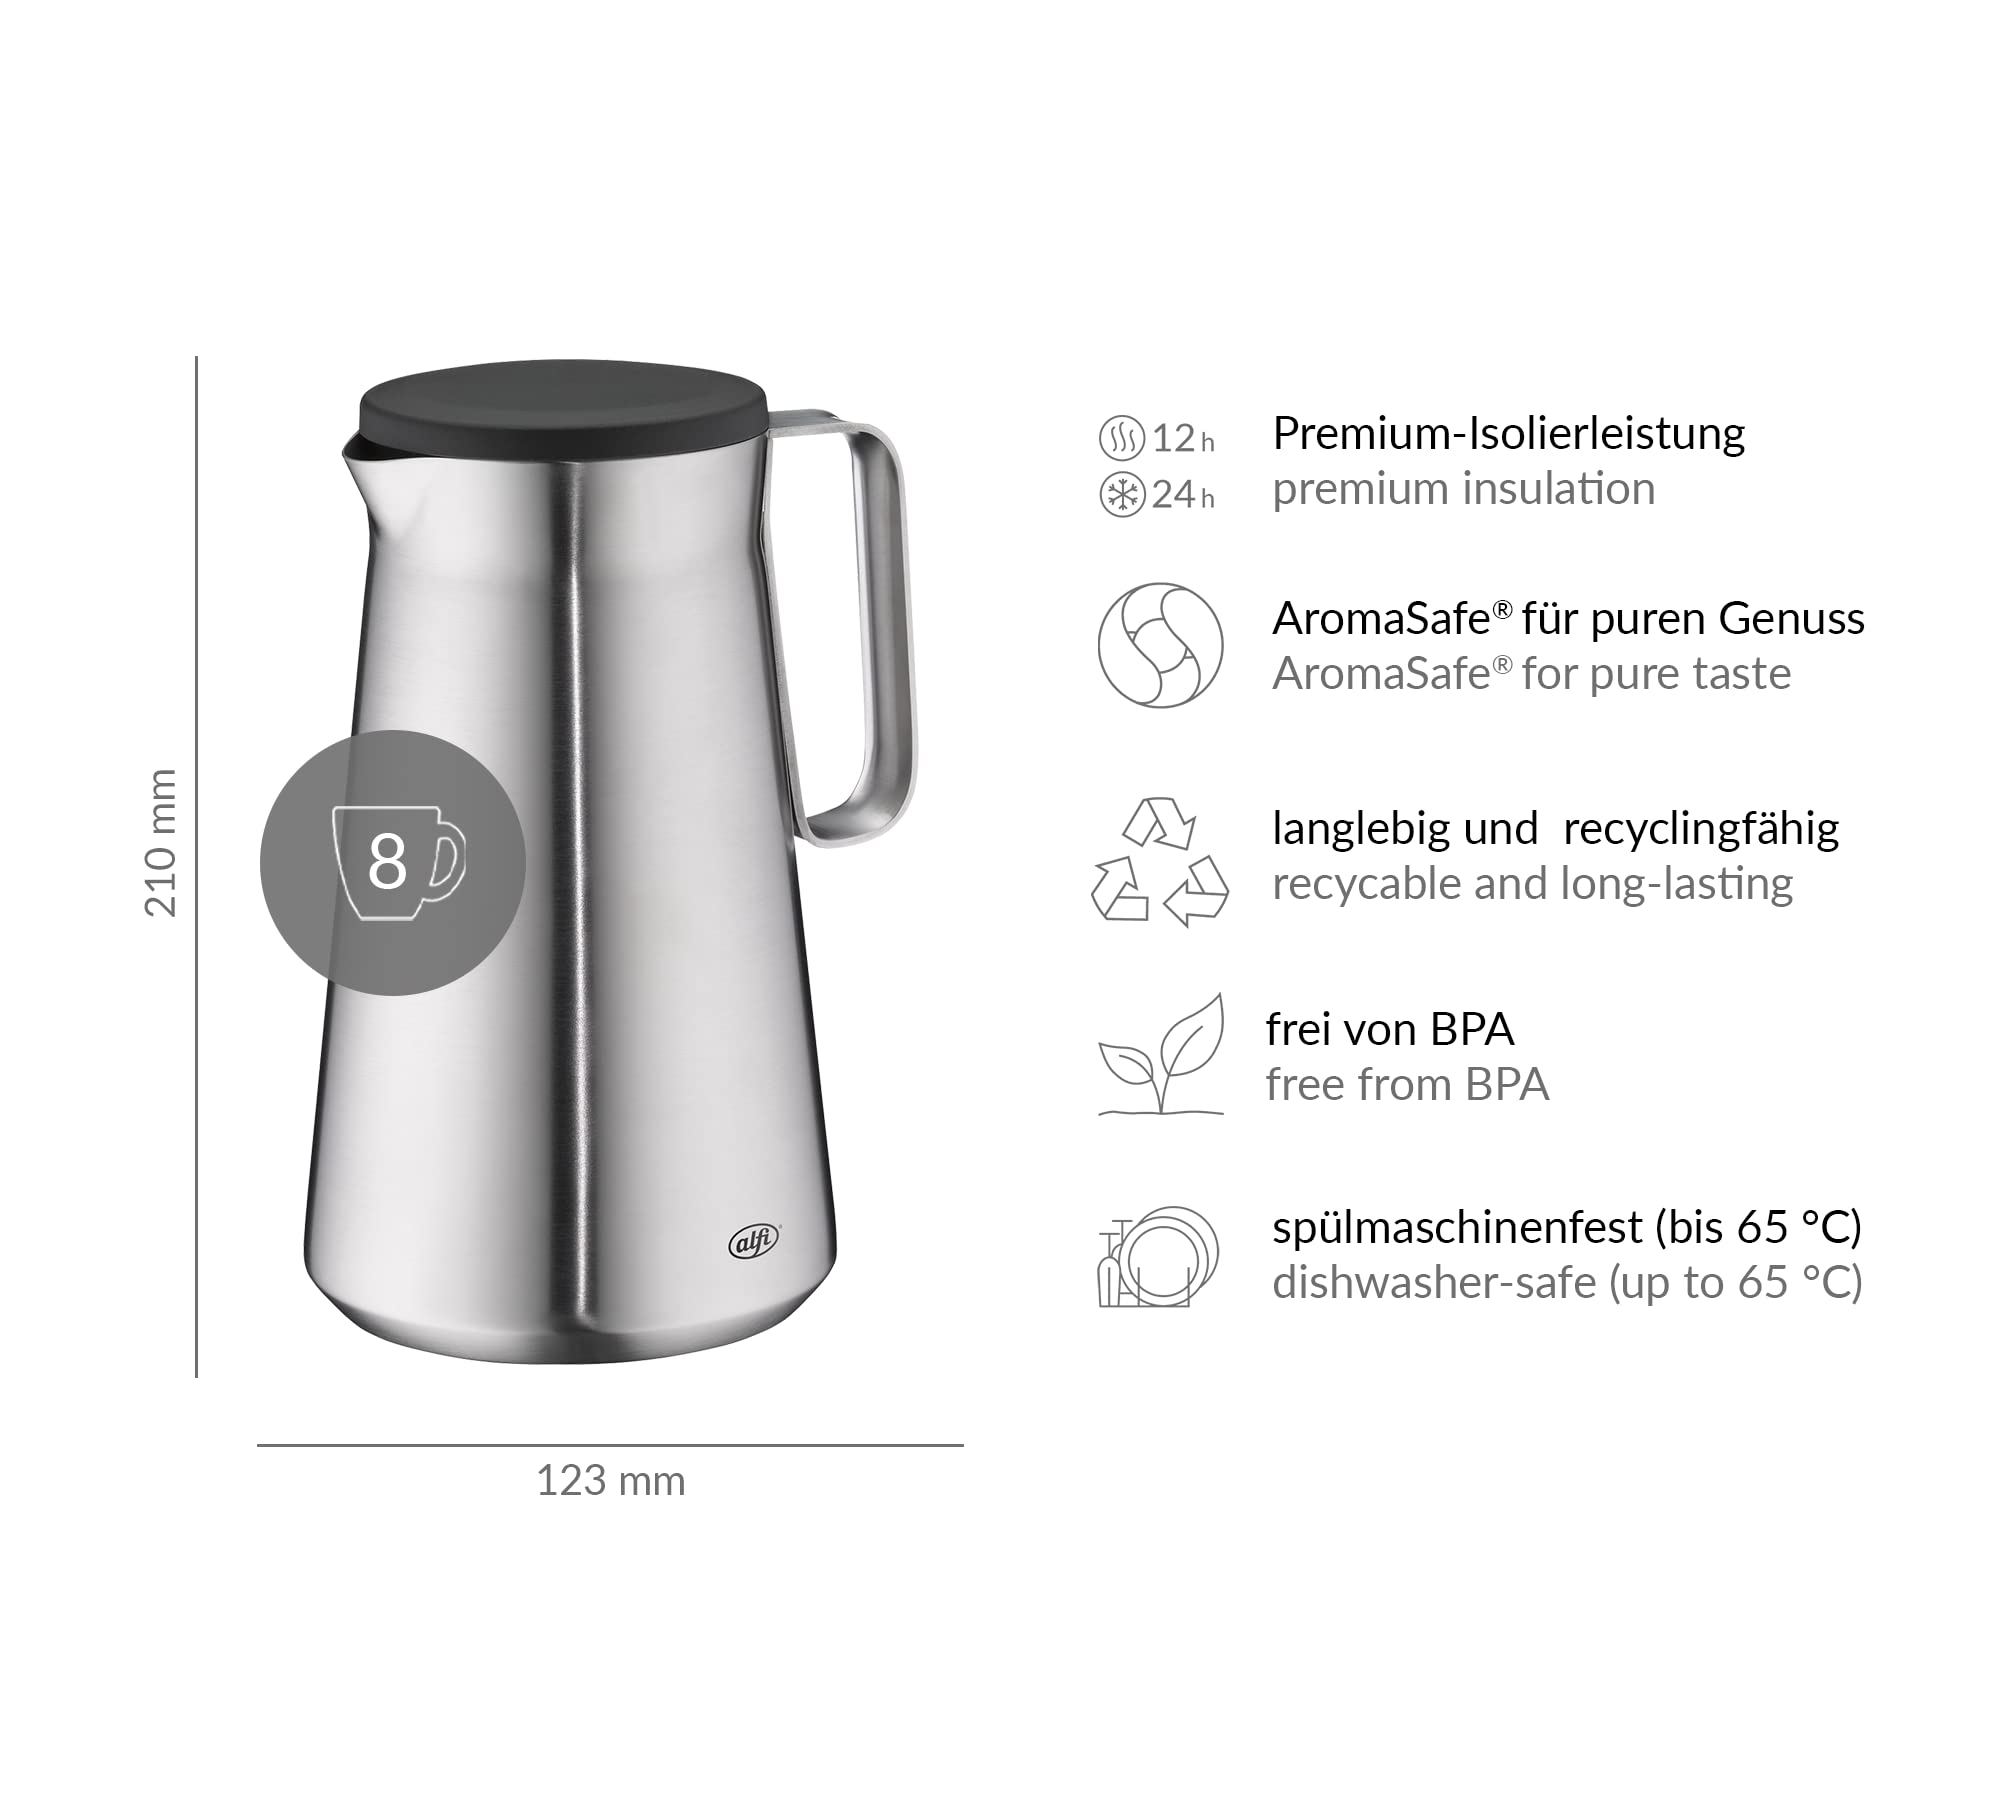 12 h
Premium-Isolierleistung
24 h
premium insulation
AromaSafe® für puren Genuss
AromaSafe® for pure taste
8
210 mm
langlebig und  recyclingfähig
recycable and long-lasting
frei von BPA
free from BPA
alfi®
spülmaschinenfest (bis 65 °C)
dishwasher-safe (up to 65 °C)
123 mm